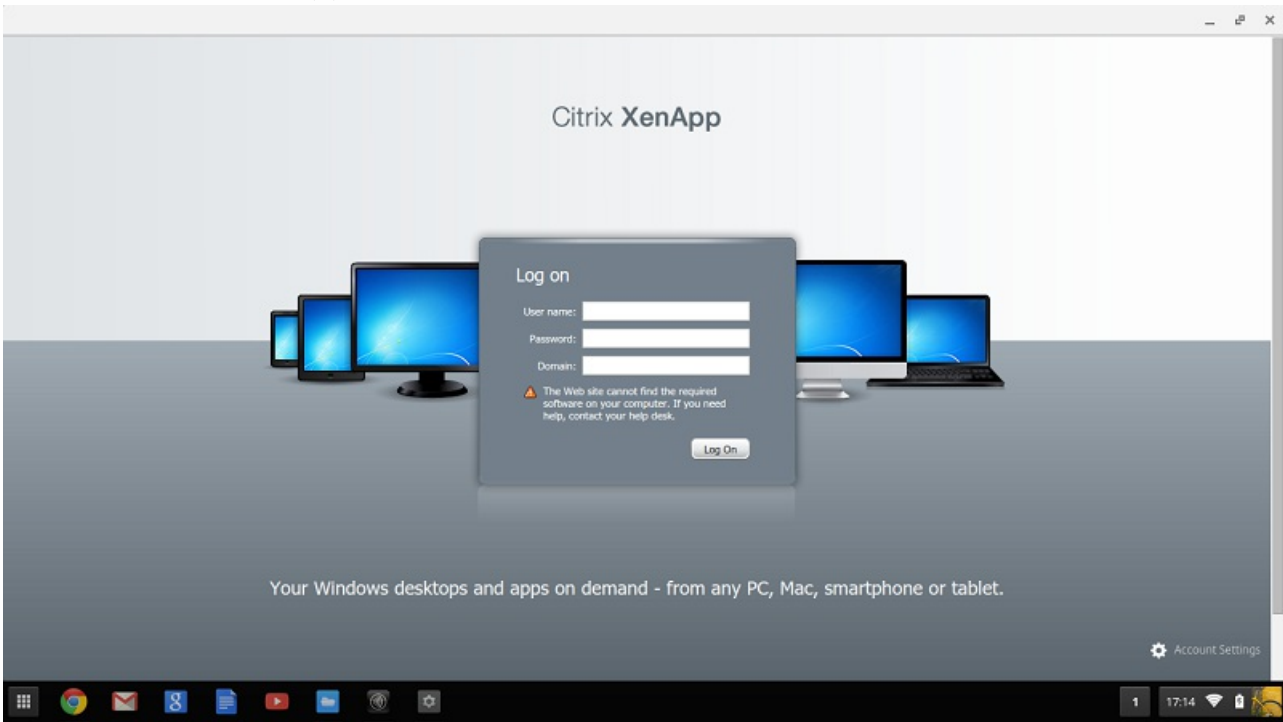 Citrix XenApp
Log on
User name:
Password:
Domain:
The Web site cannot find the required
software on your computer. If you need
help, contact your help desk.
Log On
Your Windows desktops and apps on demand - from any PC, Mac, smartphone or tablet.
Account Settings
8
1
17:14